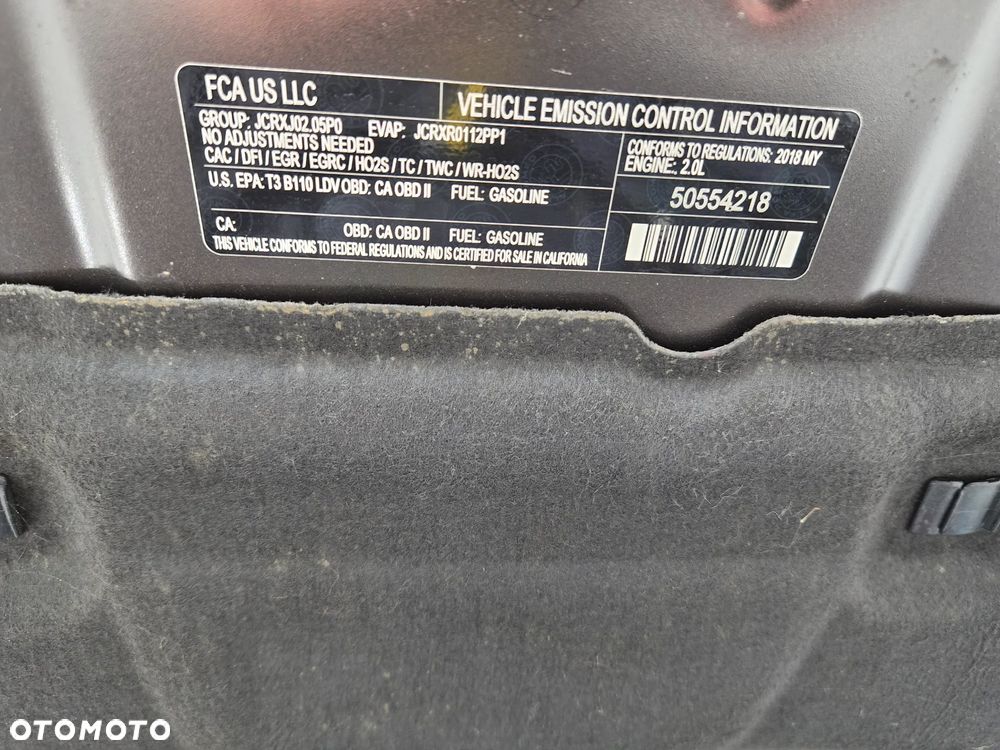 FCA US LLC
VEHICLE EMISSION CONTROL INFORMATION
GROUP: JCRXJ02.05P0 EVAP: JCRXR0112PP1
NO ADJUSTMENTS NEEDED
CAC / DFI / EGR / EGRC / HO2S / TC / TWC / WR-HO2S
CONFORMS TO REGULATIONS: 2018 MY
ENGINE: 2.0L
U.S. EPA: T3 B110 LDV OBD: CA OBD II FUEL: GASOLINE
50554218
CA: OBD: CA OBD II FUEL: GASOLINE
THIS VEHICLE CONFORMS TO FEDERAL REGULATIONS AND IS CERTIFIED FOR SALE IN CALIFORNIA
OTOMOTO